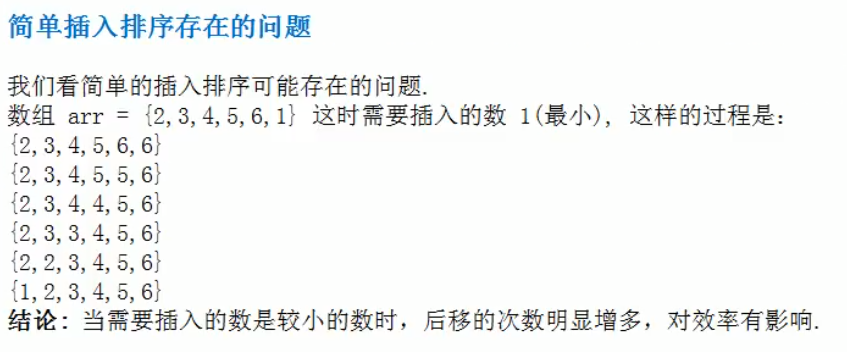 简单插入排序存在的问题
我们看简单的插入排序可能存在的问题.
数组 arr = {2,3,4,5,6,1} 这时需要插入的数 1(最小), 这样的过程是：
{2,3,4,5,6,6}
{2,3,4,5,5,6}
{2,3,4,4,5,6}
{2,3,3,4,5,6}
{2,2,3,4,5,6}
{1,2,3,4,5,6}
结论: 当需要插入的数是较小的数时，后移的次数明显增多，对效率有影响.